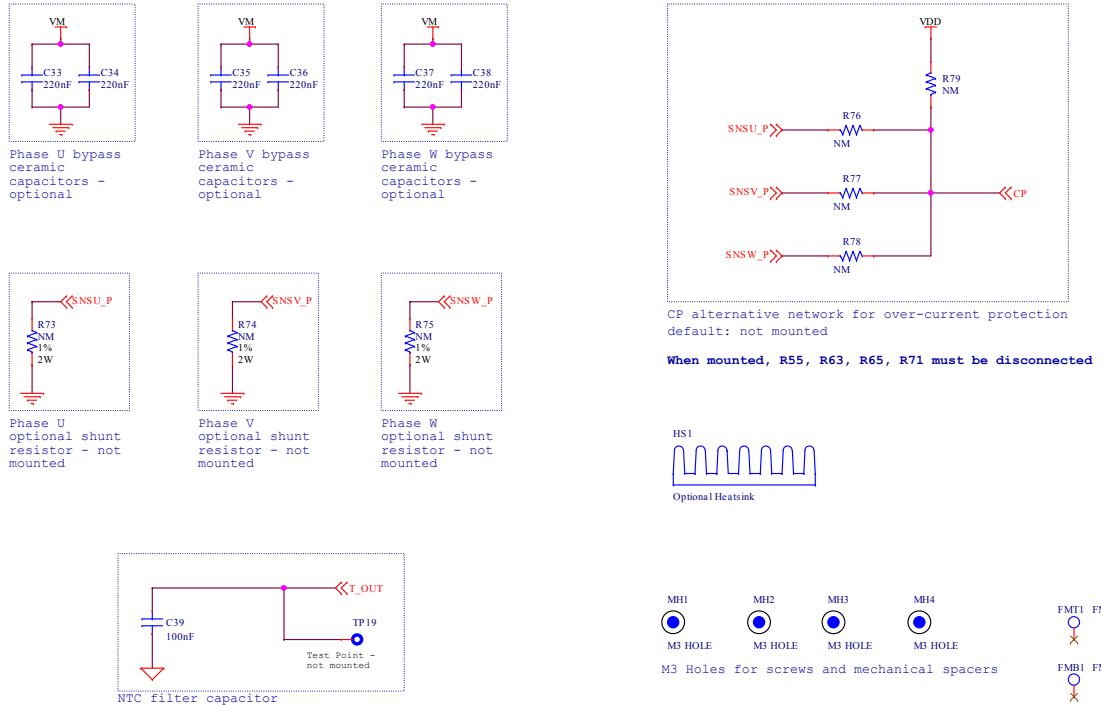 VM
C33
220nF
C34
220nF
Phase U bypass
ceramic
capacitors -
optional
VM
C35
220nF
C36
220nF
Phase V bypass
ceramic
capacitors -
optional
VM
C37
220nF
C38
220nF
Phase W bypass
ceramic
capacitors -
optional
VDD
R79
NM
SNSU_P
R76
NM
SNSV_P
R77
NM
CP
SNSW_P
R78
NM
CP alternative network for over-current protection
default: not mounted
When mounted, R55, R63, R65, R71 must be disconnected
SNSU_P
R73
NM
1%
2W
Phase U
optional shunt
resistor - not
mounted
SNSV_P
R74
NM
1%
2W
Phase V
optional shunt
resistor - not
mounted
SNSW_P
R75
NM
1%
2W
Phase W
optional shunt
resistor - not
mounted
HS1
Optional Heatsink
T_OUT
C39
100nF
TP19
Test Point -
not mounted
NTC filter capacitor
MH1
M3 HOLE
MH2
M3 HOLE
MH3
M3 HOLE
MH4
M3 HOLE
M3 Holes for screws and mechanical spacers
FMT1
FMB1